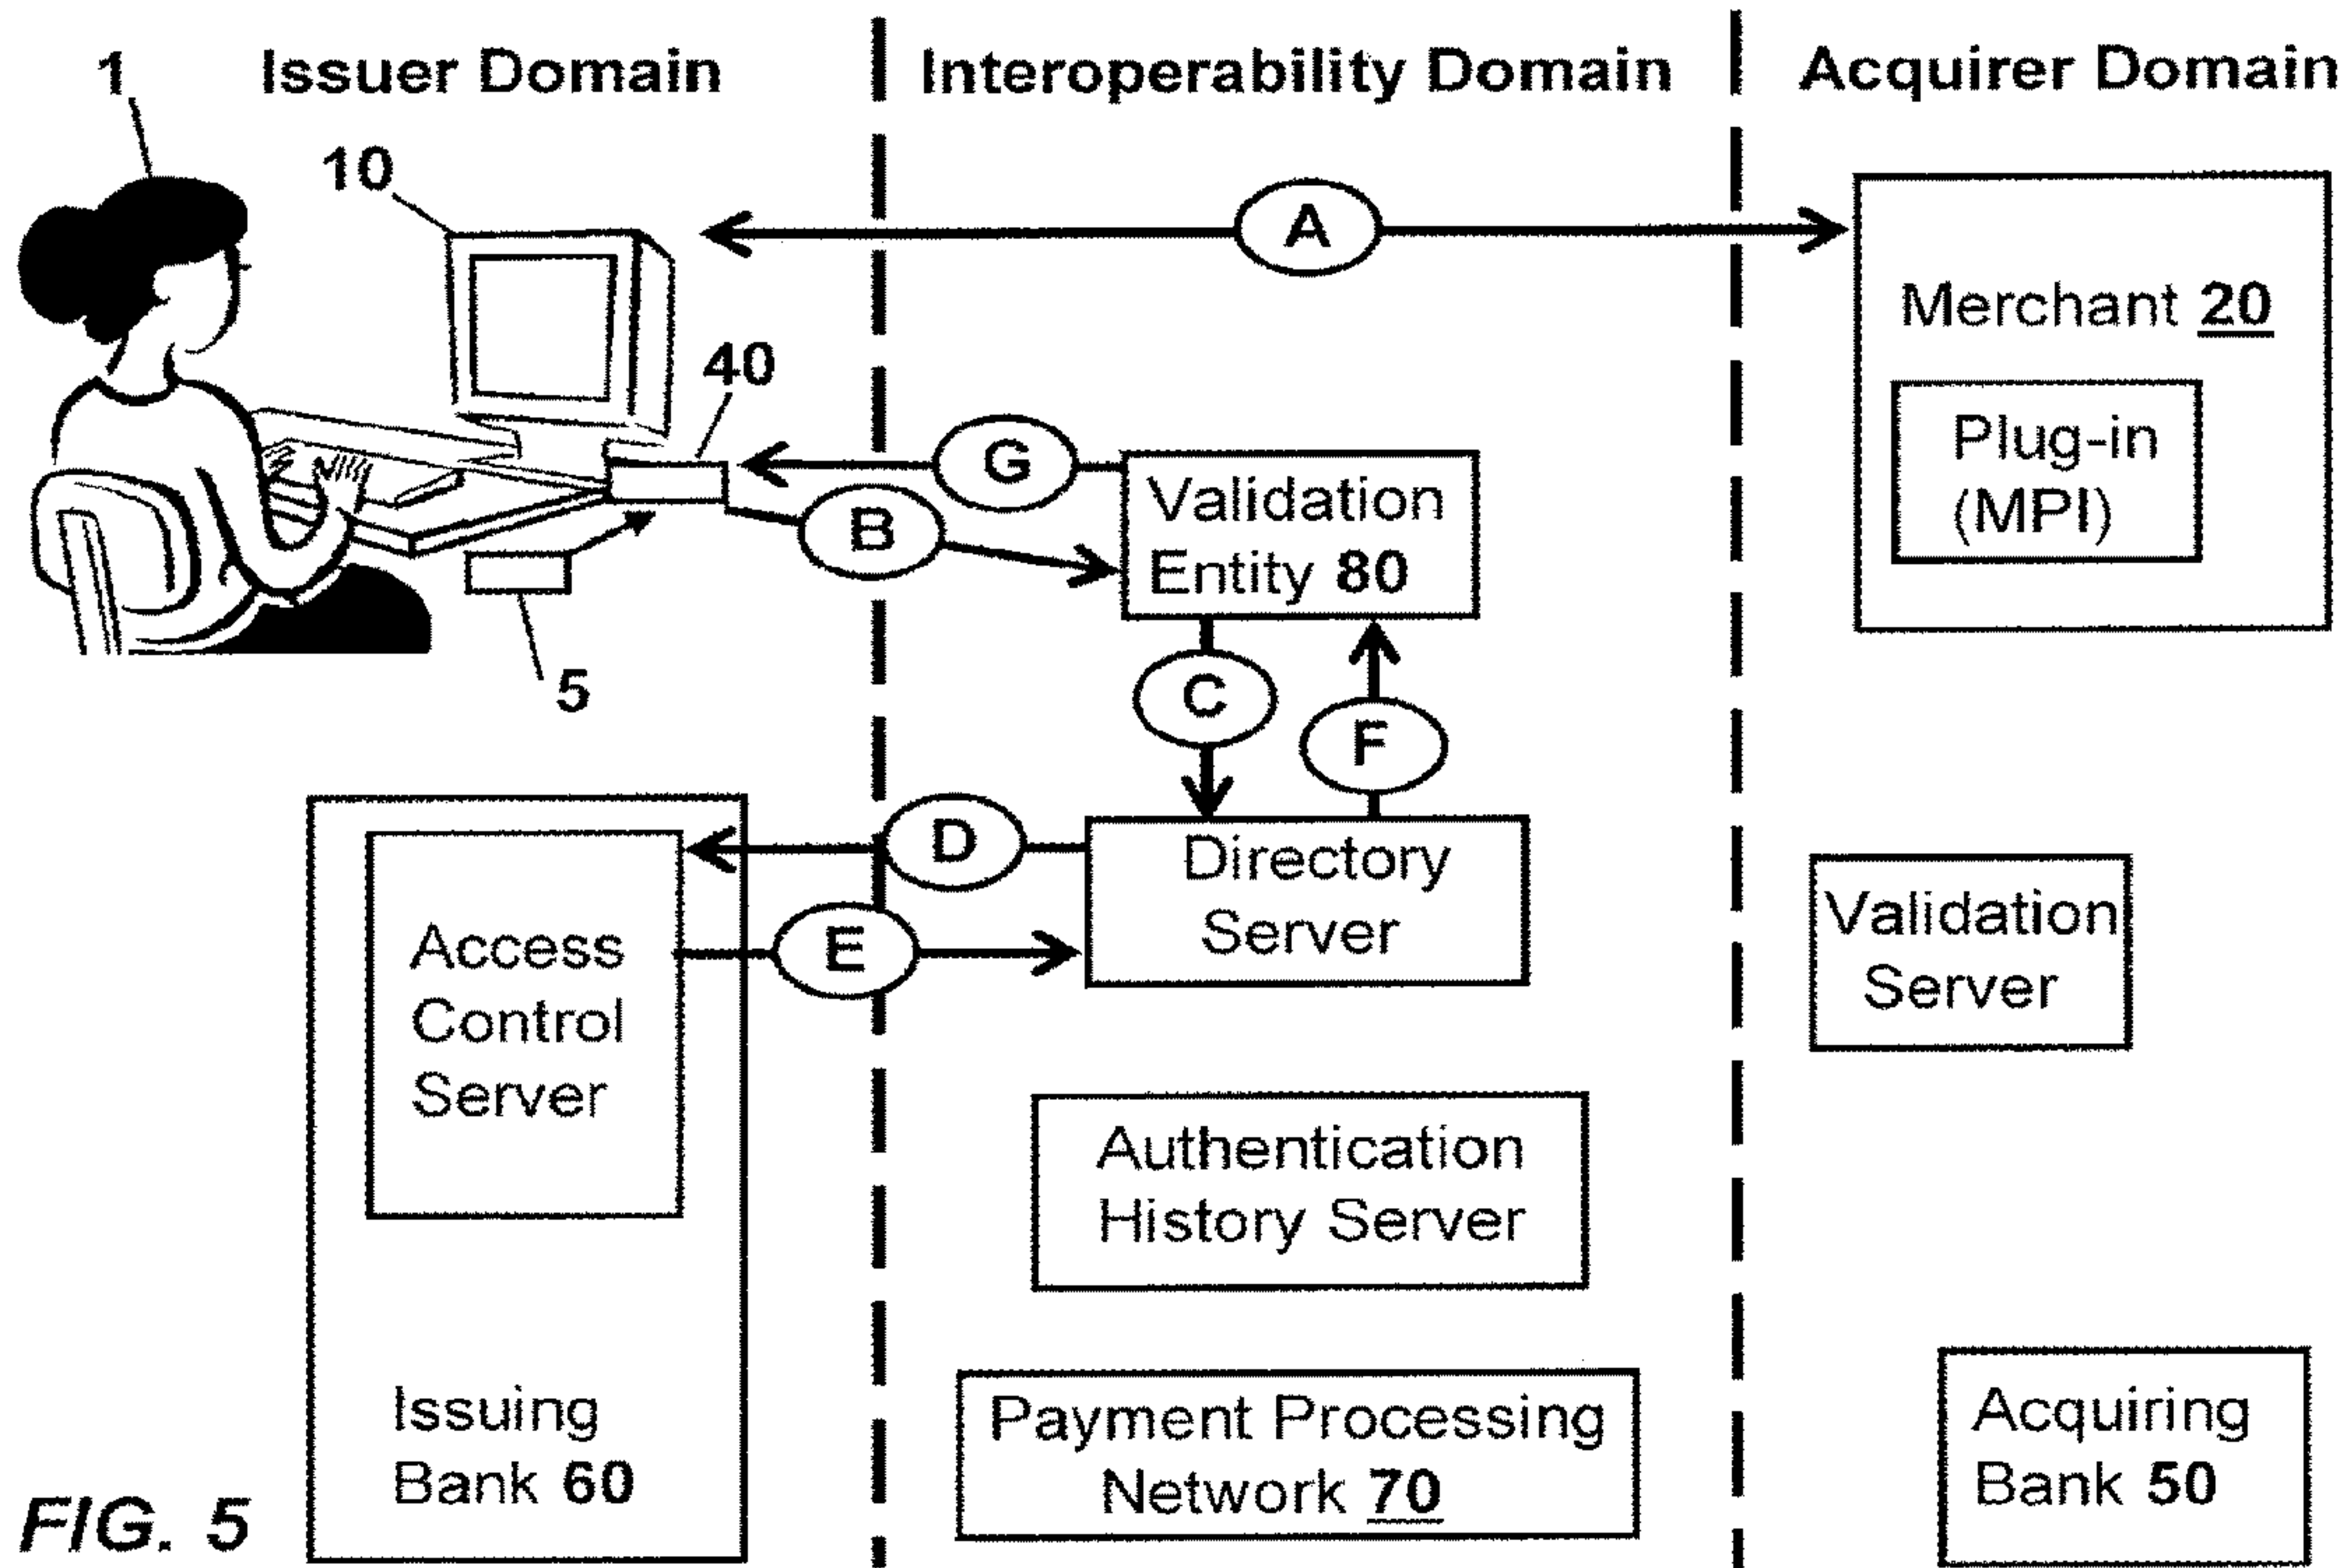 Issuer Domain
Interoperability Domain
Acquirer Domain
1
10
A
Merchant 20
Plug-in
(MPI)
40
G
B
Validation
Entity 80
5
C
F
D
E
Directory
Server
Validation
Server
Access
Control
Server
Authentication
History Server
Issuing
Bank 60
Payment Processing
Network 70
Acquiring
Bank 50
FIG. 5